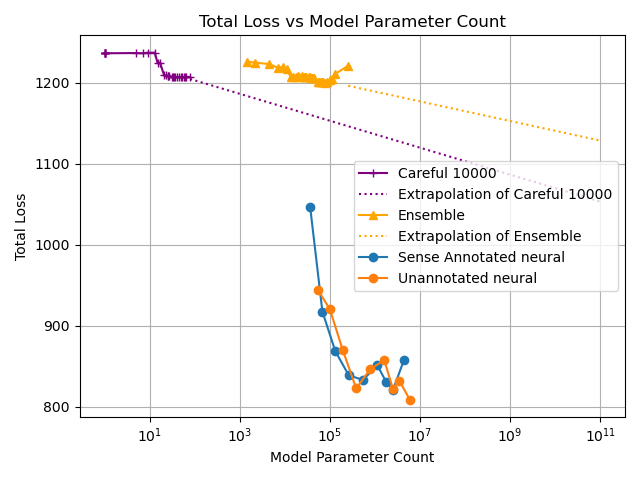 Total Loss vs Model Parameter Count
Total Loss
1200
1100
1000
900
800
Careful 10000
Extrapolation of Careful 10000
Ensemble
Extrapolation of Ensemble
Sense Annotated neural
Unannotated neural
10^1 10^3 10^5 10^7 10^9 10^11
Model Parameter Count